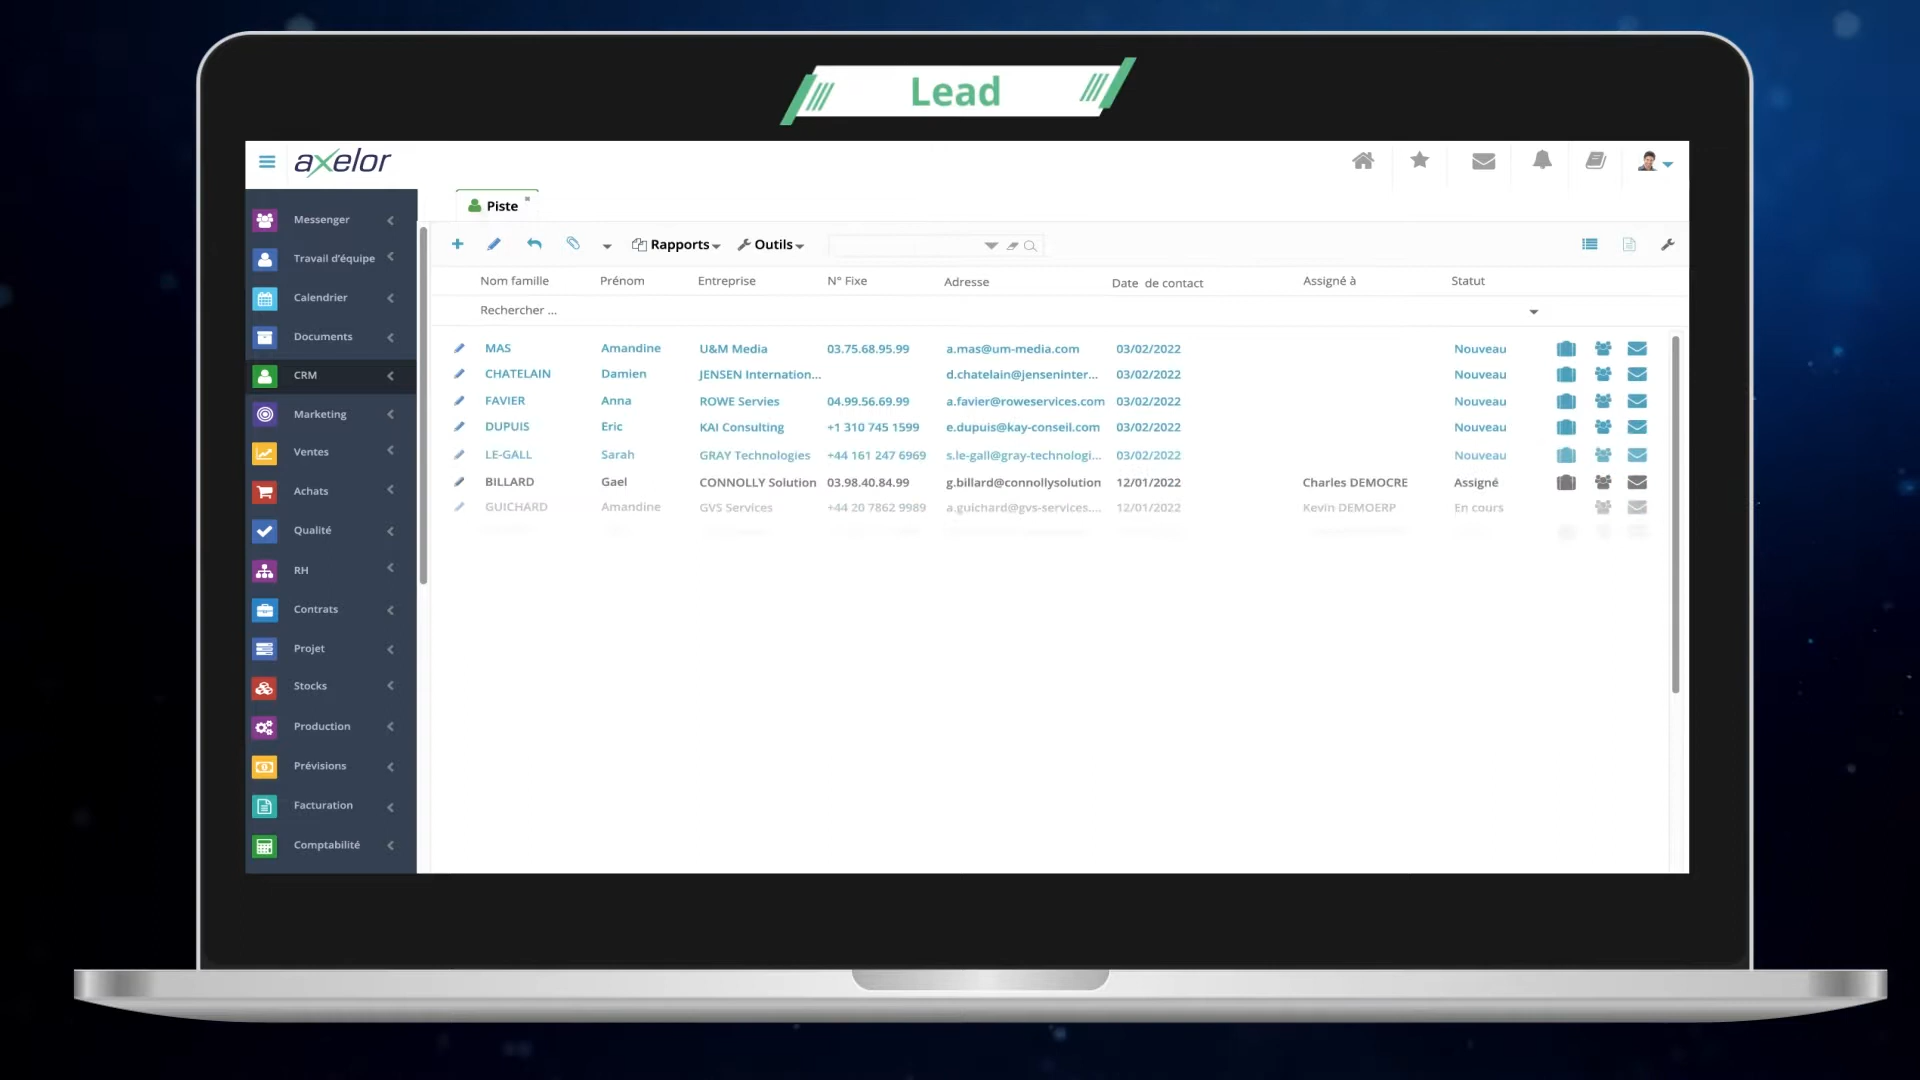 Lead
axelor
Piste
Rapports Outils
Messenger
Travail d'équipe
Calendrier
Documents
CRM
Marketing
Ventes
Achats
Qualité
RH
Contrats
Projet
Stocks
Production
Prévisions
Facturation
Comptabilité
Nom famille Prénom Entreprise N° Fixe Adresse Date de contact Assigné à Statut
Rechercher ...
MAS Amandine U&M Media 03.75.68.95.99 a.mas@um-media.com 03/02/2022 Nouveau
CHATELAIN Damien JENSEN Internation... d.chatelain@jenseninter... 03/02/2022 Nouveau
FAVIER Anna ROWE Servies 04.99.56.69.99 a.favier@roweservices.com 03/02/2022 Nouveau
DUPUIS Eric KAI Consulting +1 310 745 1599 e.dupuis@kay-conseil.com 03/02/2022 Nouveau
LE-GALL Sarah GRAY Technologies +44 161 247 6969 s.le-gall@gray-technologi... 03/02/2022 Nouveau
BILLARD Gael CONNOLLY Solution 03.98.40.84.99 g.billard@connollysolution 12/01/2022 Charles DEMOCRE Assigné
GUICHARD Amandine GVS Services +44 20 7862 9989 a.guichard@gvs-services.... 12/01/2022 Kevin DEMOERP En cours